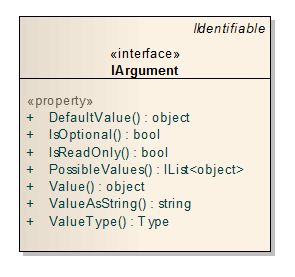 IIdentifiable
«interface»
IArgument
«property»
+ DefaultValue() : object
+ IsOptional() : bool
+ IsReadOnly() : bool
+ PossibleValues() : IList<object>
+ Value() : object
+ ValueAsString() : string
+ ValueType() : Type